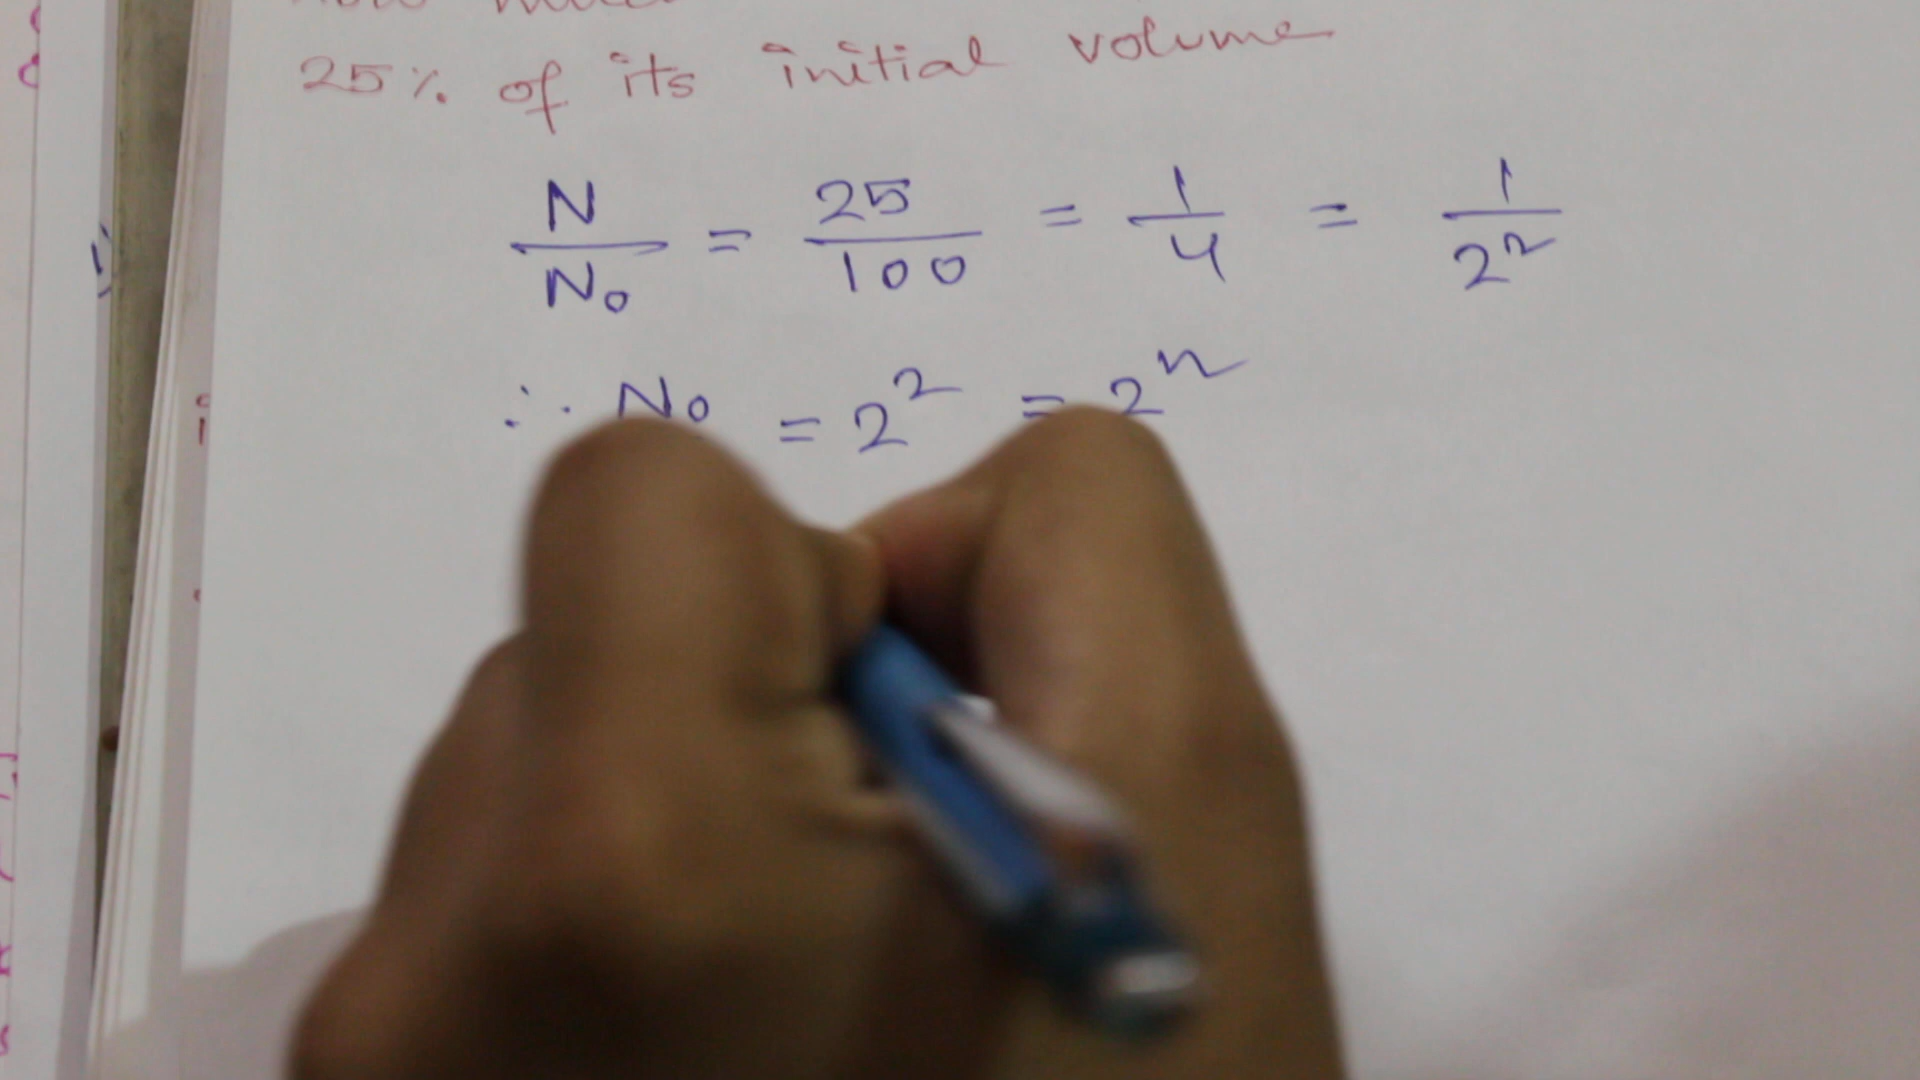 25% of its initial volume
N/N₀ = 25/100 = 1/4 = 1/2²
∴ N₀ = 2² = 2ⁿ